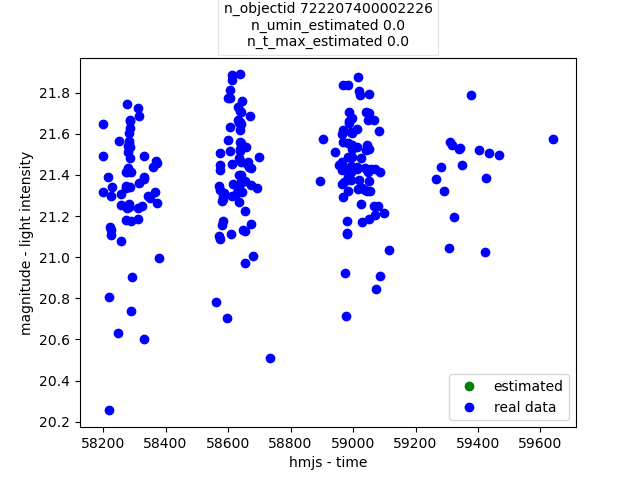 n_objectid 722207400002226
n_umin_estimated 0.0
n_t_max_estimated 0.0
magnitude - light intensity
21.8
21.6
21.4
21.2
21.0
20.8
20.6
20.4
20.2
estimated
real data
58200 58400 58600 58800 59000 59200 59400 59600
hmjs - time